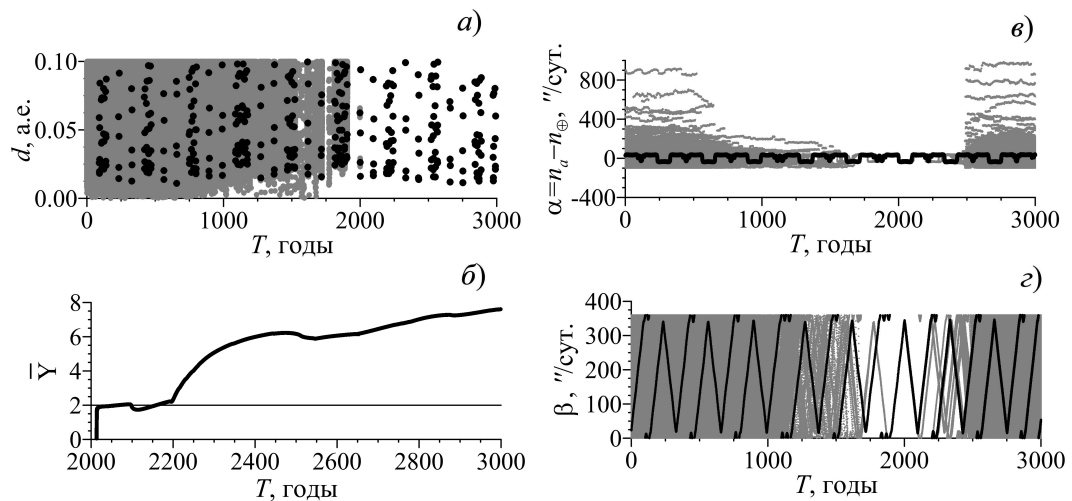 а)
d, а.е.
0.10
0.05
0.00
0 1000 2000 3000
T, годы
в)
α=nₐ−n⊕, ″/сут.
800
400
0
-400
0 1000 2000 3000
T, годы
б)
Y̅
8
6
4
2
0
2000 2200 2400 2600 2800 3000
T, годы
г)
β, ″/сут.
400
300
200
100
0
0 1000 2000 3000
T, годы